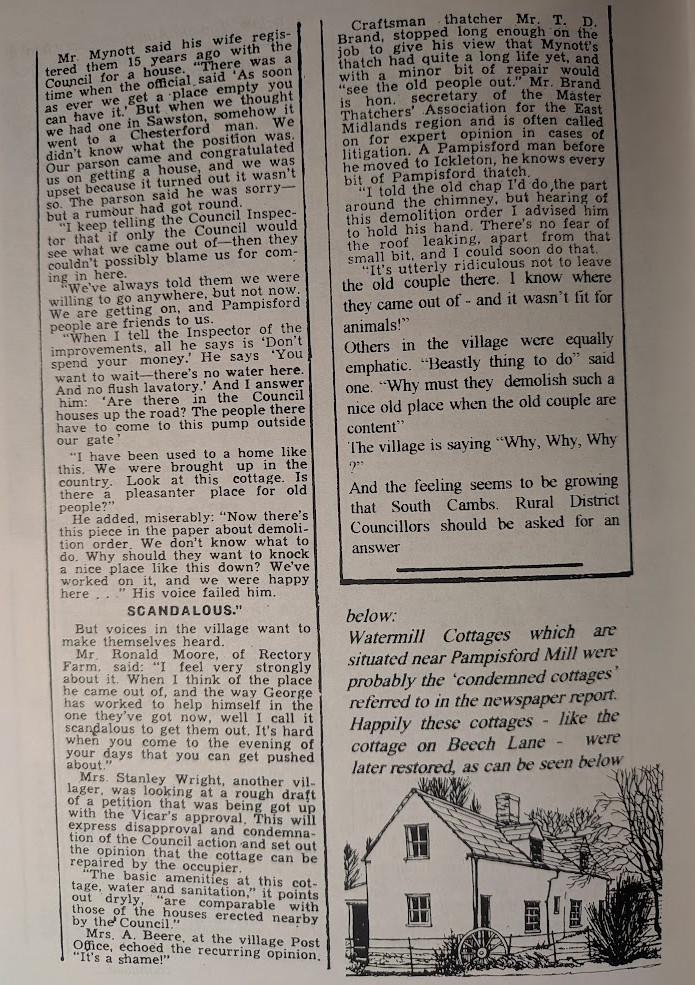 Mr. Mynott said his wife regis-
tered them 15 years ago with the
Council for a house. "There was a
time when the official said 'As soon
as ever we get a place empty you
can have it.' But when we thought
we had one in Sawston, somehow it
went to a Chesterford man. We
didn't know what the position was.
Our parson came and congratulated
us on getting a house, and we was
upset because it turned out it wasn't
so. The parson said he was sorry—
but a rumour had got round.
"I keep telling the Council Inspec-
tor that if only the Council would
see what we came out of—then they
couldn't possibly blame us for com-
ing in here.
"We've always told them we were
willing to go anywhere, but not now.
We are getting on, and Pampisford
people are friends to us.
"When I tell the Inspector of the
improvements, all he says is 'Don't
spend your money.' He says 'You
want to wait—there's no water here.
And no flush lavatory.' And I answer
him: 'Are there in the Council
houses up the road? The people there
have to come to this pump outside
our gate'
"I have been used to a home like
this. We were brought up in the
country. Look at this cottage. Is
there a pleasanter place for old
people?"
He added, miserably: "Now there's
this piece in the paper about demoli-
tion order. We don't know what to
do. Why should they want to knock
a nice place like this down? We've
worked on it, and we were happy
here . . ." His voice failed him.
SCANDALOUS."
But voices in the village want to
make themselves heard.
Mr. Ronald Moore, of Rectory
Farm, said: "I feel very strongly
about it. When I think of the place
he came out of, and the way George
has worked to help himself in the
one they've got now, well I call it
scandalous to get them out. It's hard
when you come to the evening of
your days that you can get pushed
about."
Mrs. Stanley Wright, another vil-
lager, was looking at a rough draft
of a petition that was being got up
with the Vicar's approval. This will
express disapproval and condemna-
tion of the Council action and set out
the opinion that the cottage can be
repaired by the occupier.
"The basic amenities at this cot-
tage, water and sanitation," it points
out dryly, "are comparable with
those of the houses erected nearby
by the Council."
Mrs. A. Beere, at the village Post
Office, echoed the recurring opinion.
"It's a shame!"
Craftsman thatcher Mr. T. D.
Brand, stopped long enough on the
job to give his view that Mynott's
thatch had quite a long life yet, and
with a minor bit of repair would
"see the old people out." Mr. Brand
is hon. secretary of the Master
Thatchers' Association for the East
Midlands region and is often called
on for expert opinion in cases of
litigation. A Pampisford man before
he moved to Ickleton, he knows every
bit of Pampisford thatch.
"I told the old chap I'd do the part
around the chimney, but hearing of
this demolition order I advised him
to hold his hand. There's no fear of
the roof leaking, apart from that
small bit, and I could soon do that.
"It's utterly ridiculous not to leave
the old couple there. I know where
they came out of - and it wasn't fit for
animals!"
Others in the village were equally
emphatic. "Beastly thing to do" said
one. "Why must they demolish such a
nice old place when the old couple are
content"
The village is saying "Why, Why, Why
?"
And the feeling seems to be growing
that South Cambs. Rural District
Councillors should be asked for an
answer
below:
Watermill Cottages which are
situated near Pampisford Mill were
probably the 'condemned cottages'
referred to in the newspaper report.
Happily these cottages - like the
cottage on Beech Lane - were
later restored, as can be seen below